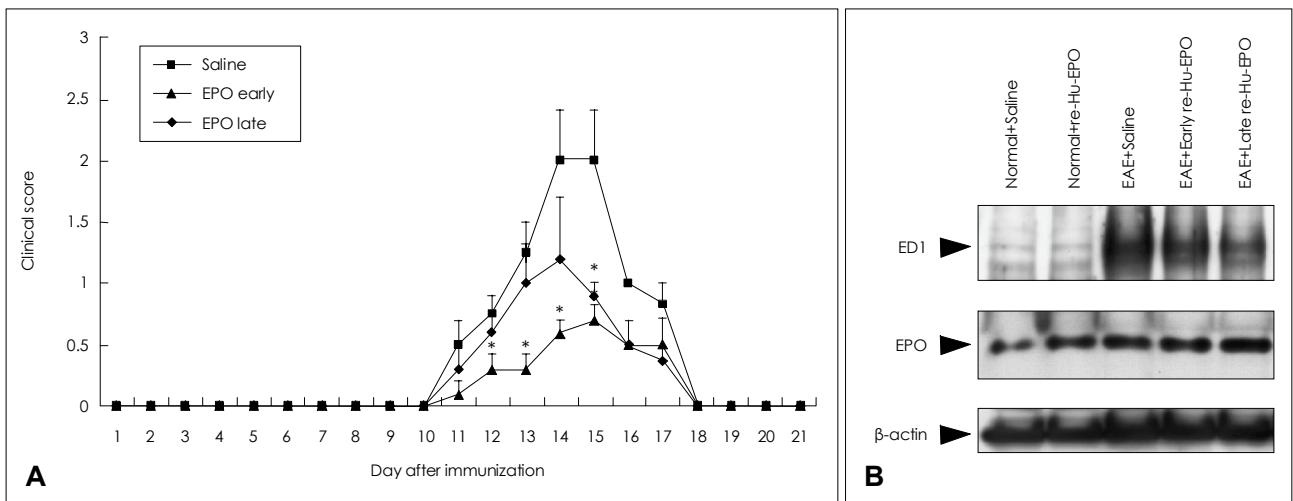 3
2.5
2
1.5
1
0.5
0
Clinical score
Saline
EPO early
EPO late
*
*
*
*
1 2 3 4 5 6 7 8 9 10 11 12 13 14 15 16 17 18 19 20 21
Day after immunization
A
Normal+Saline
Normal+re-Hu-EPO
EAE+Saline
EAE+Early re-Hu-EPO
EAE+Late re-Hu-EPO
ED1
EPO
β-actin
B